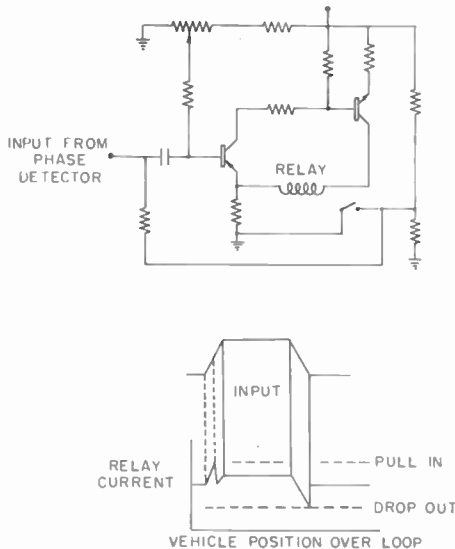 INPUT FROM
PHASE
DETECTOR
RELAY
INPUT
RELAY
CURRENT
PULL IN
DROP OUT
VEHICLE POSITION OVER LOOP